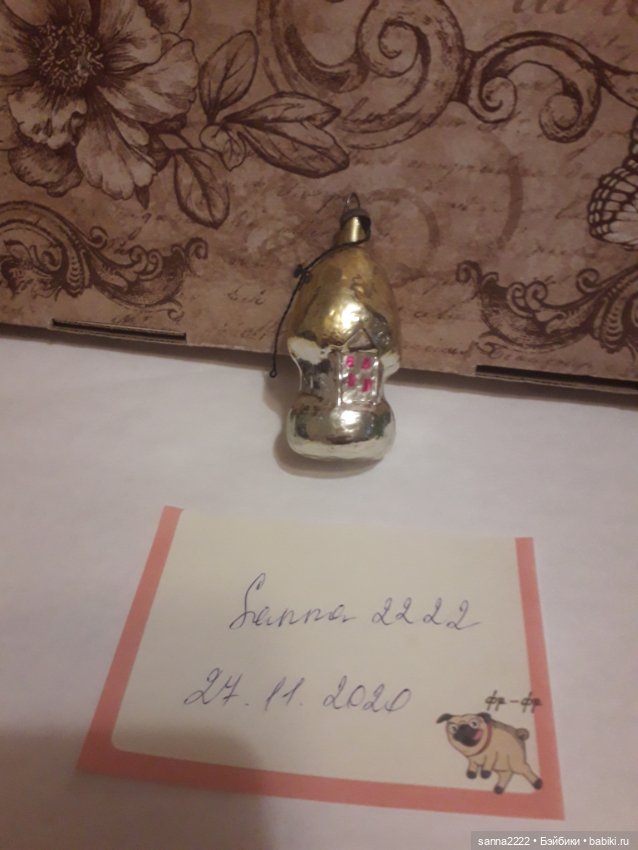 Sanna 2222
27.11.2020
фр-фр
sanna2222 • Бэйбики • babiki.ru